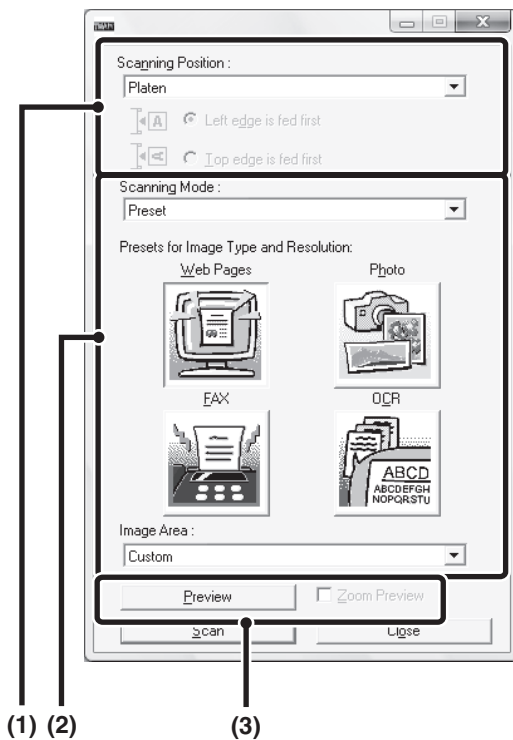 Scanning Position :
Platen
A Left edge is fed first
A Top edge is fed first
Scanning Mode :
Preset
Presets for Image Type and Resolution:
Web Pages Photo
FAX OCR
ABCD
ABCDEFGH
NOPQRSTU
Image Area :
Custom
Preview Zoom Preview
Scan Close
(1) (2) (3)